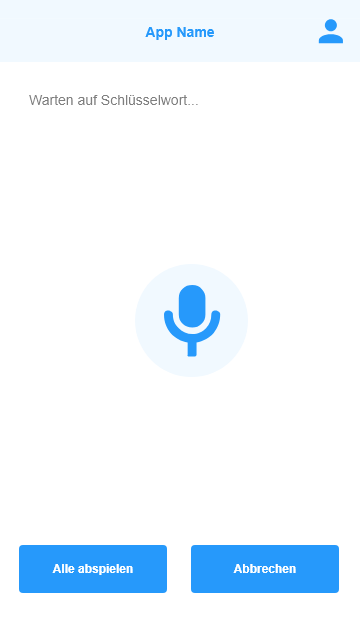 App Name
Warten auf Schlüsselwort...
Alle abspielen
Abbrechen